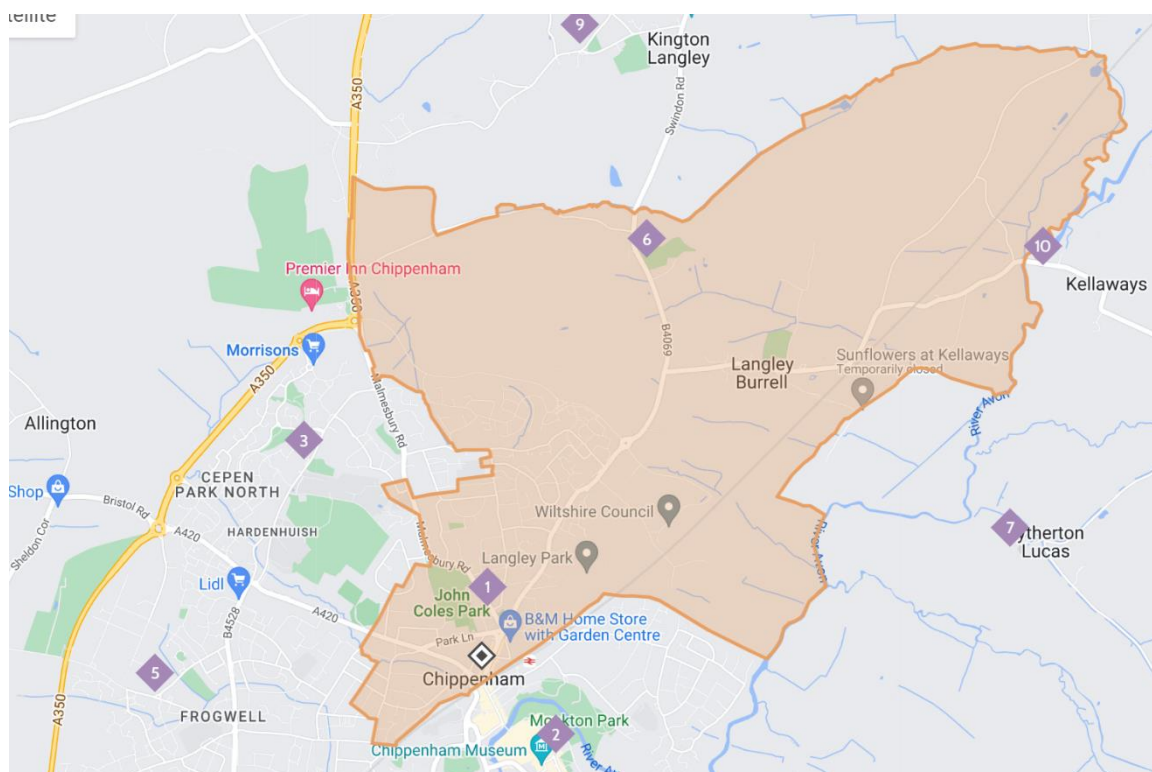 9
Kington
Langley
A350
Swindon Rd
6
10
Kellaways
Premier Inn Chippenham
A350
Morrisons
A350
B4069
Langley
Burrell
Sunflowers at Kellaways
Temporarily closed
Malmesbury Rd
River Avon
Allington
3
CEPEN
PARK NORTH
Shop
Bristol Rd
A420
Sheldon Cor
HARDENHUISH
Wiltshire Council
River Avon
7
Lucas
Malmesbury Rd
Langley Park
Lidl
1
John
Coles Park
B&M Home Store
with Garden Centre
A420
B4528
Park Ln
5
Chippenham
A350
FROGWELL
Monkton Park
2
Chippenham Museum
River Avon